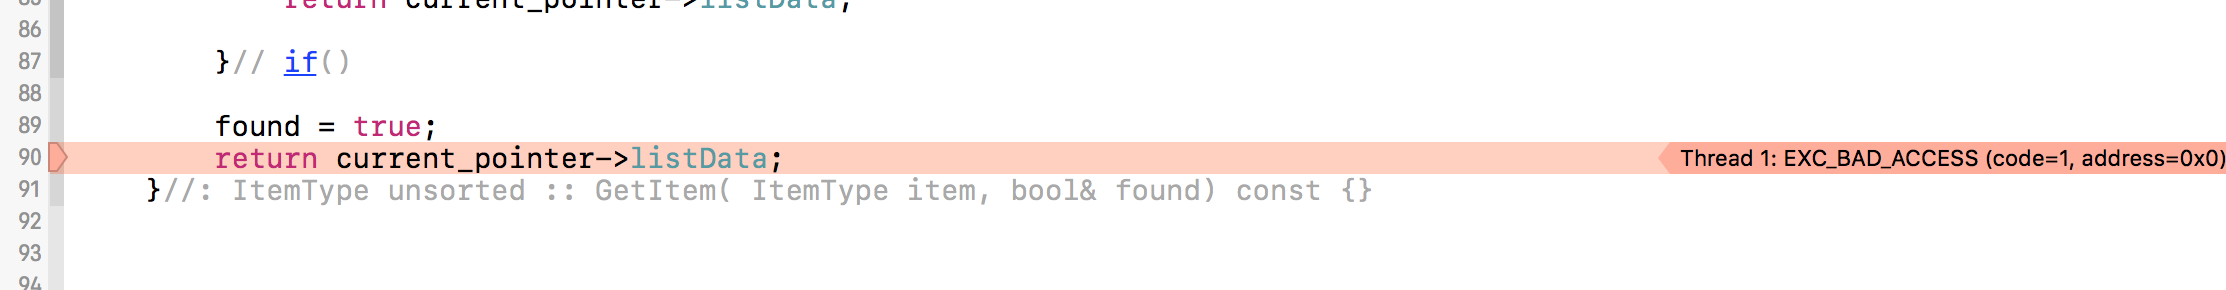 return current_pointer->listData;
86
87 }// if()
88
89 found = true;
90 return current_pointer->listData; Thread 1: EXC_BAD_ACCESS (code=1, address=0x0)
91 }//: ItemType unsorted :: GetItem( ItemType item, bool& found) const {}
92
93
94